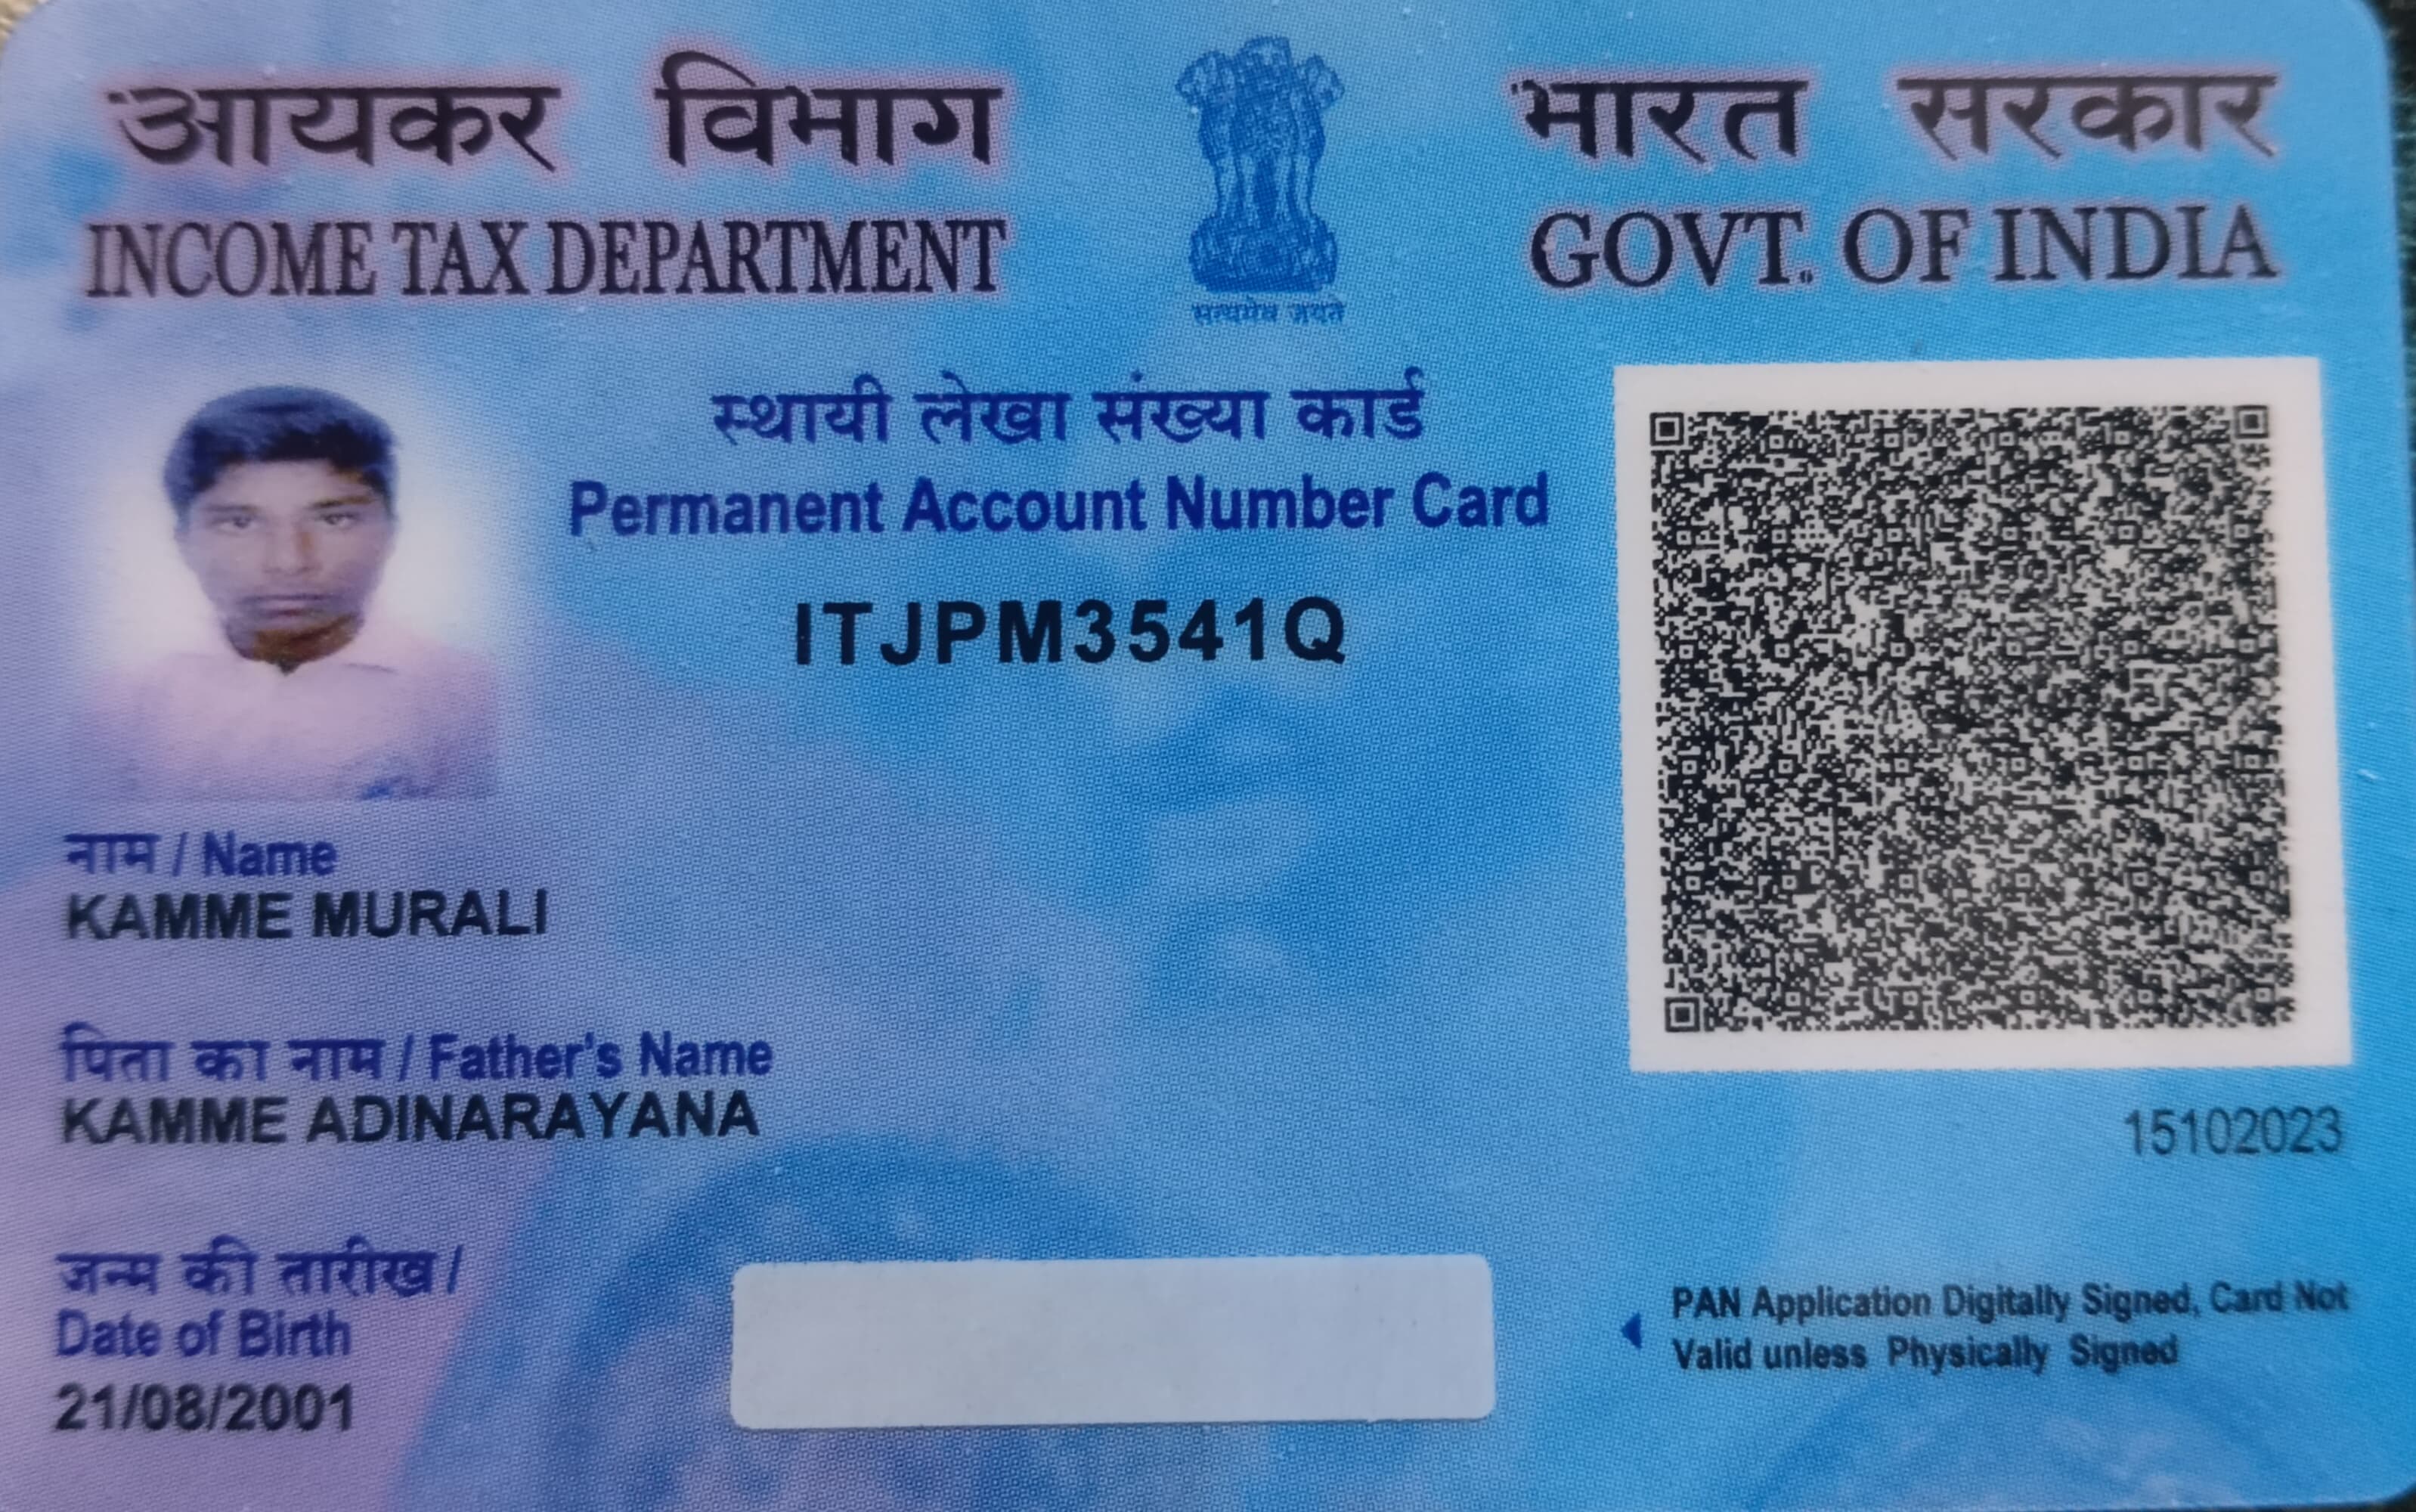 आयकर विभाग
INCOME TAX DEPARTMENT
सत्यमेव जयते
भारत सरकार
GOVT. OF INDIA
स्थायी लेखा संख्या कार्ड
Permanent Account Number Card
ITJPM3541Q
नाम / Name
KAMME MURALI
पिता का नाम / Father's Name
KAMME ADINARAYANA
15102023
जन्म की तारीख /
Date of Birth
21/08/2001
PAN Application Digitally Signed, Card Not
Valid unless Physically Signed